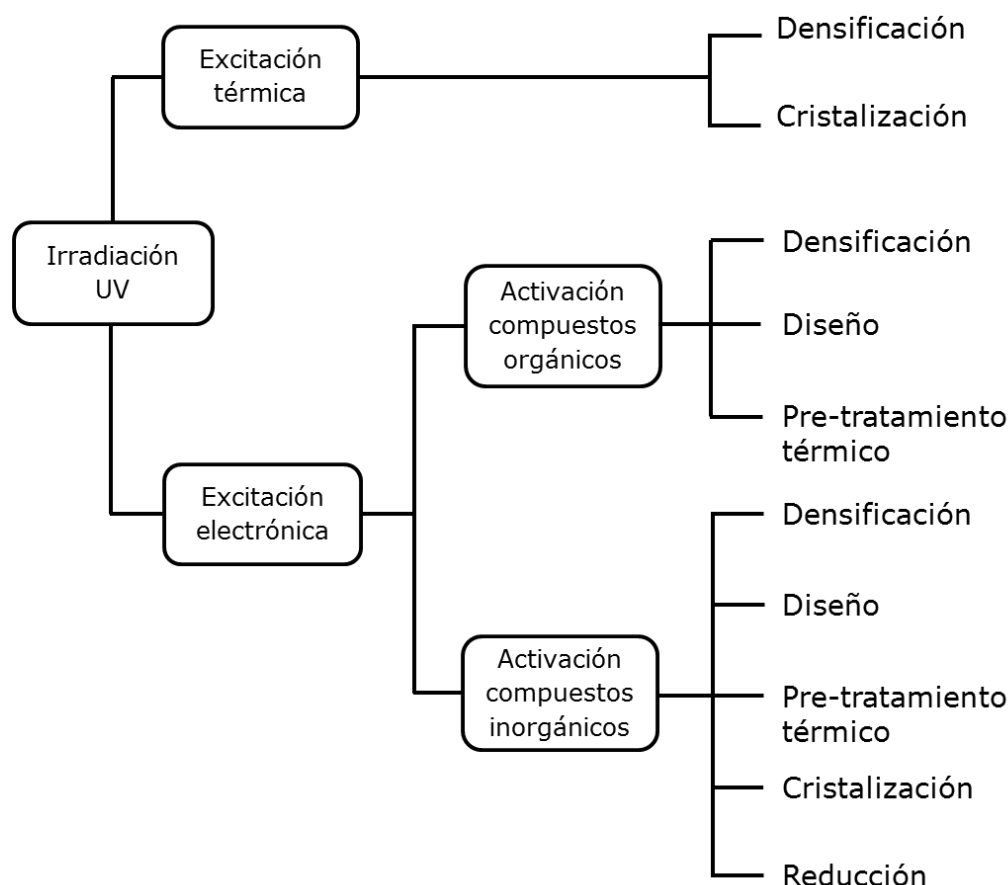 Excitación
térmica
Densificación
Cristalización
Irradiación
UV
Activación
compuestos
orgánicos
Densificación
Diseño
Pre-tratamiento
térmico
Excitación
electrónica
Activación
compuestos
inorgánicos
Densificación
Diseño
Pre-tratamiento
térmico
Cristalización
Reducción